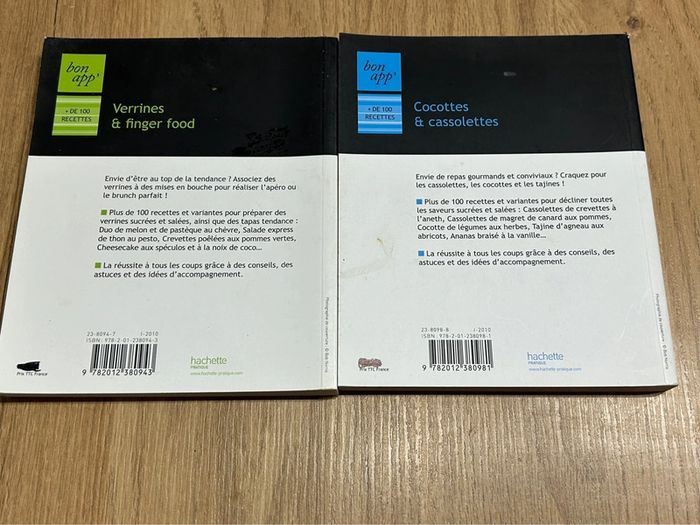 bon
app'
+ DE 100
RECETTES
Verrines
& finger food
Envie d'être au top de la tendance ? Associez des
verrines à des mises en bouche pour réaliser l'apéro ou
le brunch parfait !
Plus de 100 recettes et variantes pour préparer des
verrines sucrées et salées, ainsi que des tapas tendance :
Duo de melon et de pastèque au chèvre, Salade express
de thon au pesto, Crevettes poêlées aux pommes vertes,
Cheesecake aux spéculos et à la noix de coco...
La réussite à tous les coups grâce à des conseils, des
astuces et des idées d'accompagnement.
23-8094-7 I-2010
ISBN : 978-2-01-238094-3
9 782012 380943
Prix TTC France
hachette
PRATIQUE
www.hachette-pratique.com
Photographie de couverture : © Bob Norris
bon
app'
+ DE 100
RECETTES
Cocottes
& cassolettes
Envie de repas gourmands et conviviaux ? Craquez pour
les cassolettes, les cocottes et les tajines !
Plus de 100 recettes et variantes pour décliner toutes
les saveurs sucrées et salées : Cassolettes de crevettes à
l'aneth, Cassolettes de magret de canard aux pommes,
Cocotte de légumes aux herbes, Tajine d'agneau aux
abricots, Ananas braisé à la vanille...
La réussite à tous les coups grâce à des conseils, des
astuces et des idées d'accompagnement.
23-8098-8 I-2010
ISBN : 978-2-01-238098-1
9 782012 380981
Prix TTC France
hachette
PRATIQUE
www.hachette-pratique.com
Photographie de couverture : © Bob Norris